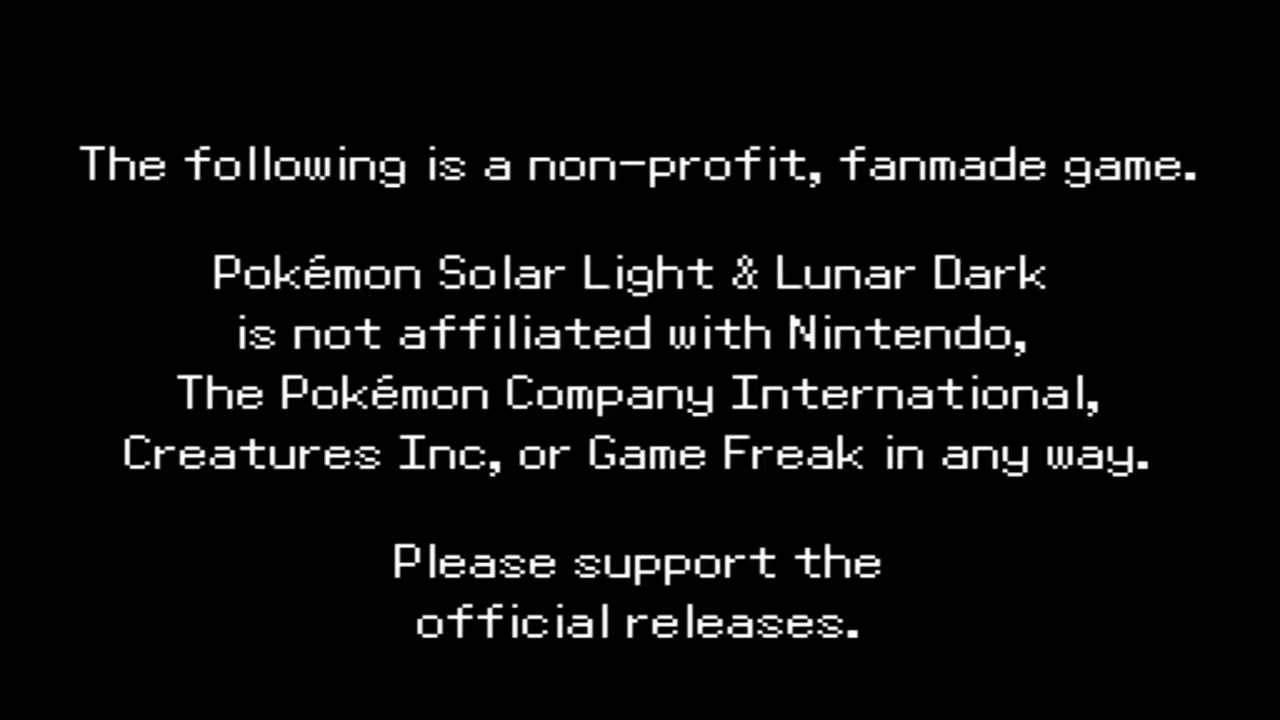 The following is a non-profit, fanmade game.
Pokémon Solar Light & Lunar Dark
is not affiliated with Nintendo,
The Pokémon Company International,
Creatures Inc, or Game Freak in any way.
Please support the
official releases.